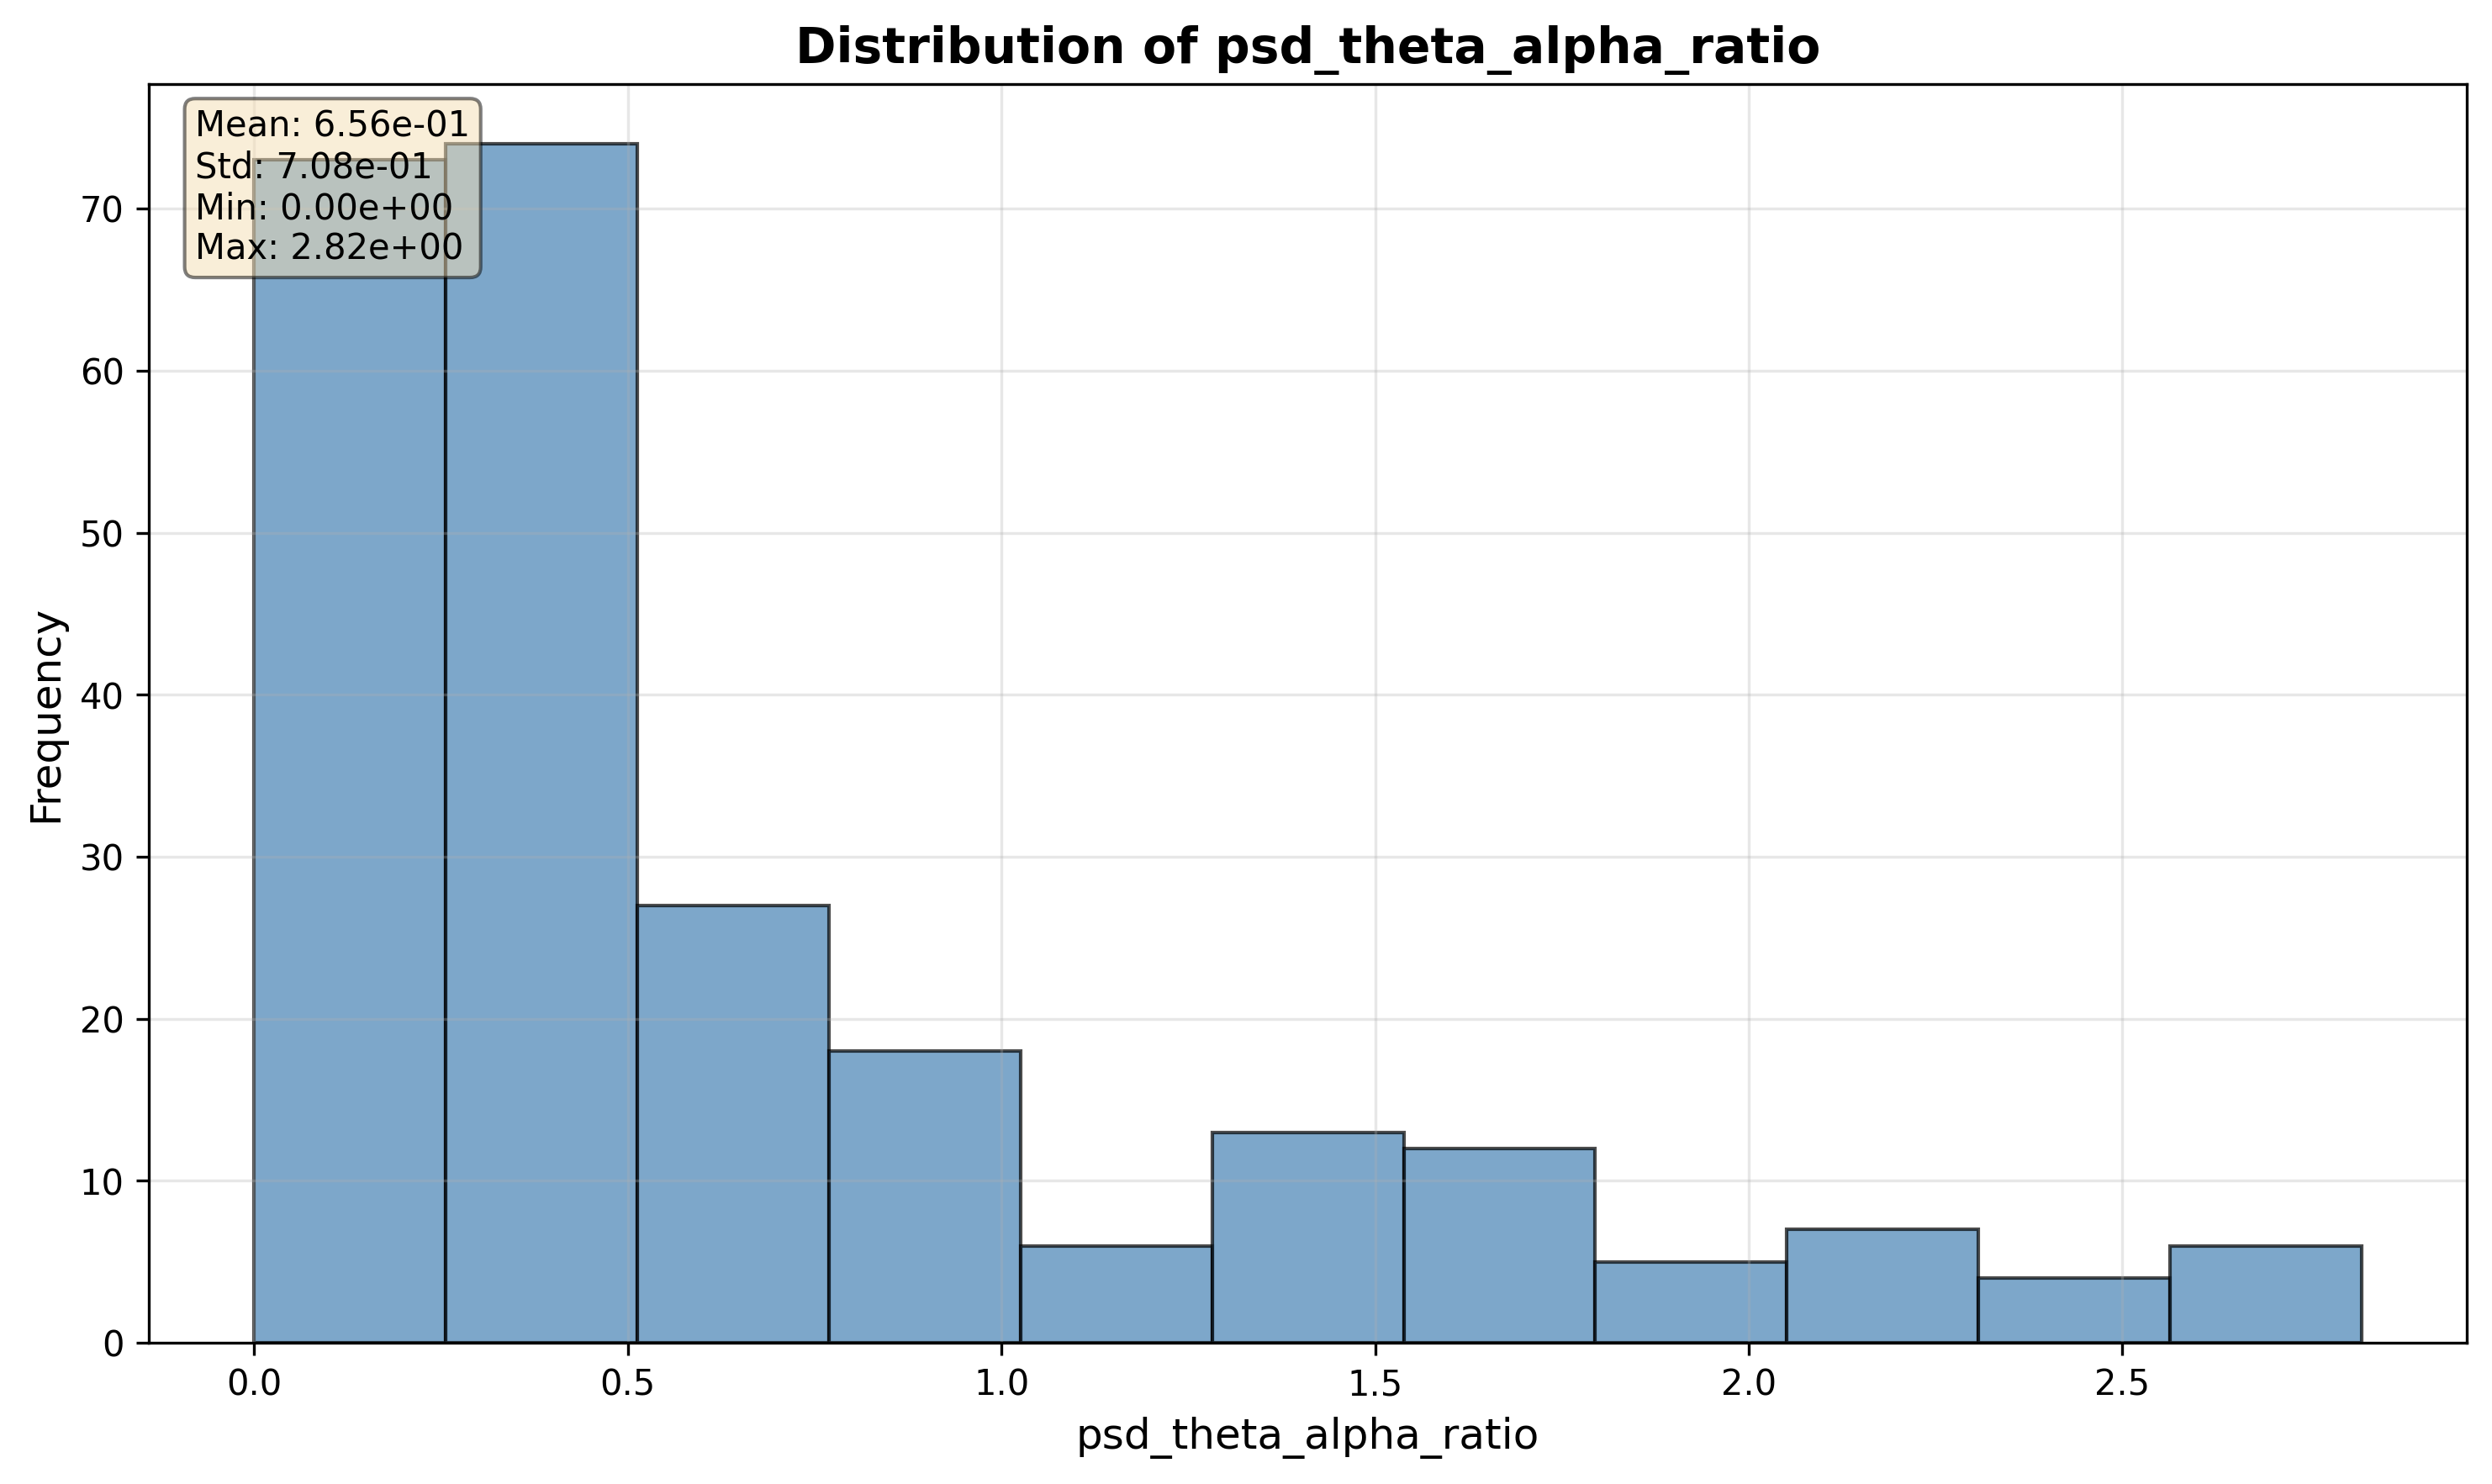 Distribution of psd_theta_alpha_ratio
Mean: 6.56e-01
Std: 7.08e-01
Min: 0.00e+00
Max: 2.82e+00
70
60
50
40
30
20
10
0
Frequency
0.0 0.5 1.0 1.5 2.0 2.5
psd_theta_alpha_ratio